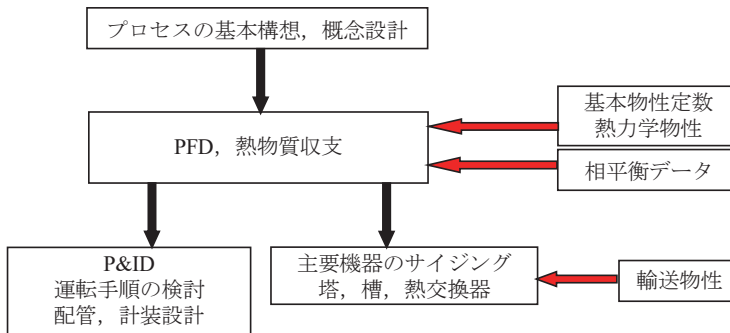 プロセスの基本構想，概念設計
基本物性定数
熱力学物性
PFD，熱物質収支
相平衡データ
P&ID
運転手順の検討
配管，計装設計
主要機器のサイジング
塔，槽，熱交換器
輸送物性